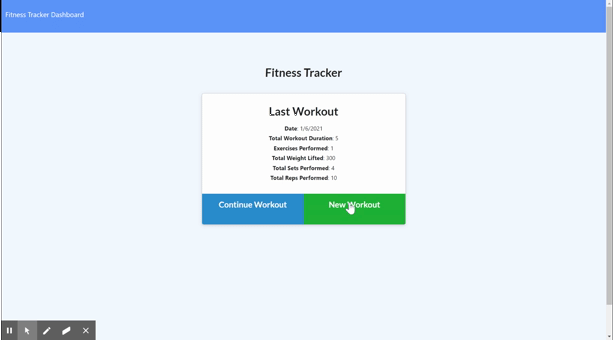 Fitness Tracker Dashboard
Fitness Tracker
Last Workout
Date: 1/6/2021
Total Workout Duration: 5
Exercises Performed: 1
Total Weight Lifted: 300
Total Sets Performed: 4
Total Reps Performed: 10
Continue Workout New Workout